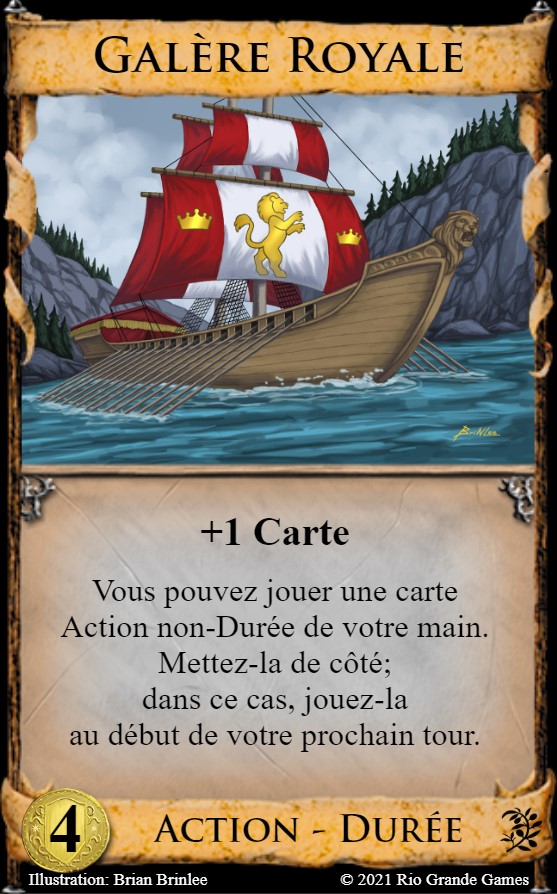 Galère Royale
BriNlee
+1 Carte
Vous pouvez jouer une carte
Action non-Durée de votre main.
Mettez-la de côté;
dans ce cas, jouez-la
au début de votre prochain tour.
4
Action - Durée
Illustration: Brian Brinlee
© 2021 Rio Grande Games